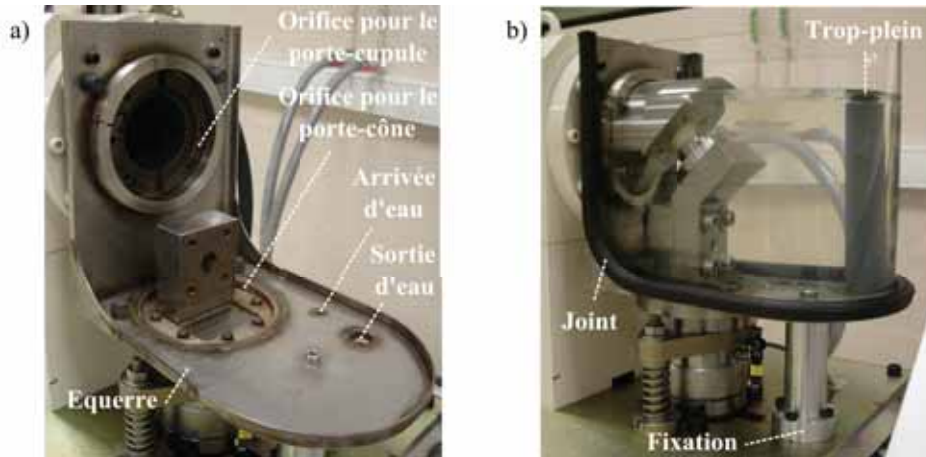 a)
Orifice pour le
porte-cupule
Orifice pour le
porte-cône
Arrivée
d'eau
Sortie
d'eau
Equerre
b)
Trop-plein
Joint
Fixation